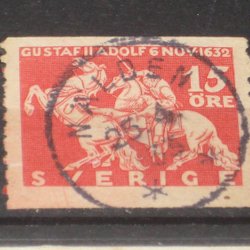 GUSTAF II ADOLF 6 NOV. 1632
15
ÖRE
SVERIGE